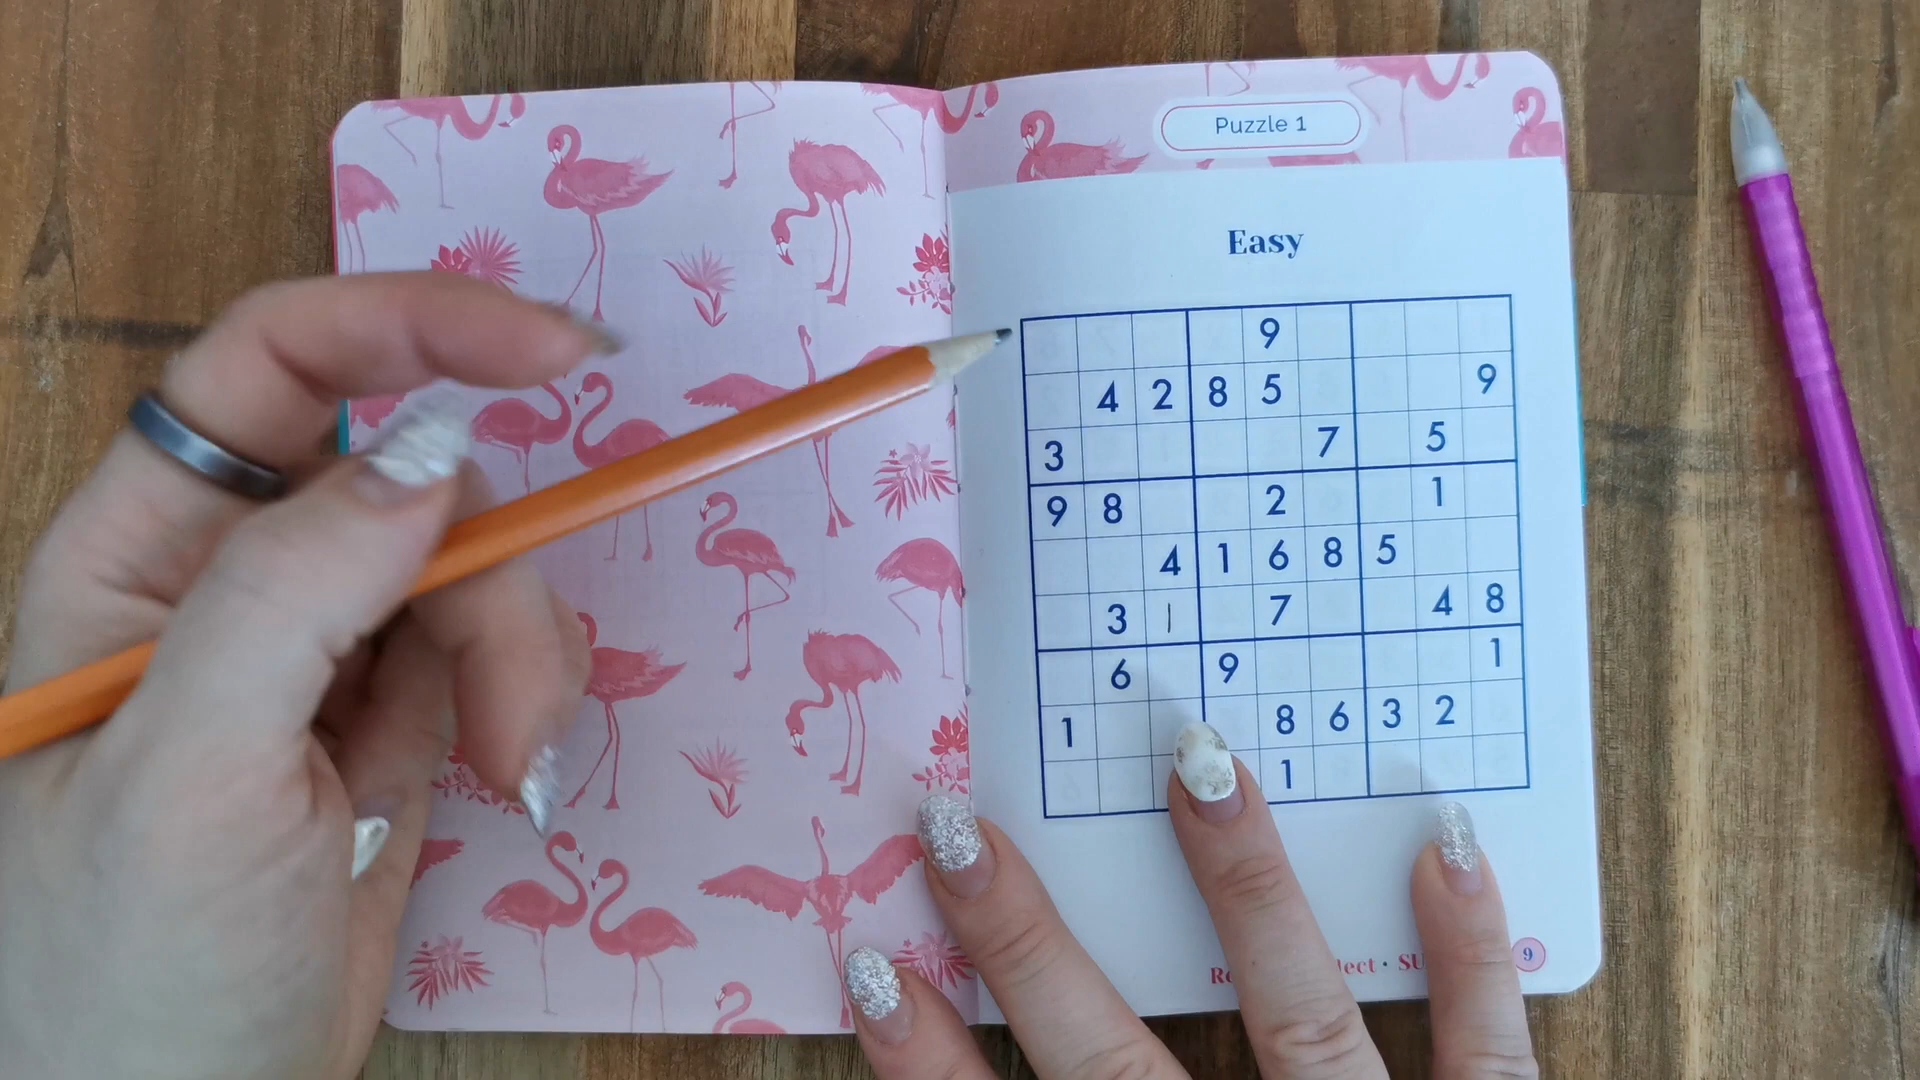 Puzzle 1
Easy
9
4 2 8 5 9
3 7 5
9 8 2 1
4 1 6 8 5
3 1 7 4 8
6 9 1
1 8 6 3 2
1
9